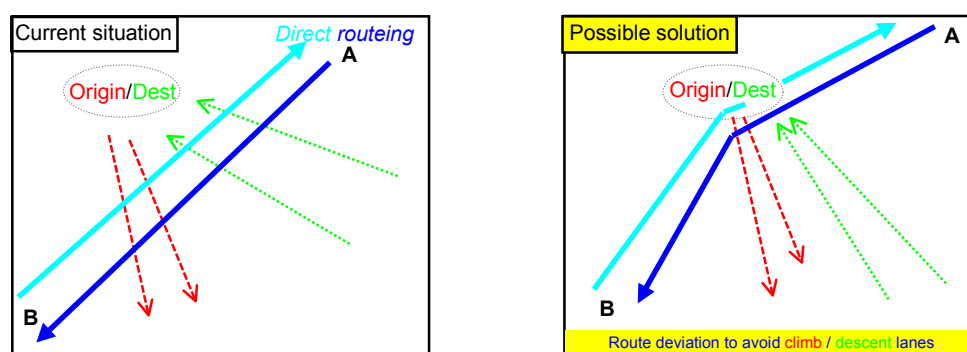 Current situation
Direct routeing
A
Origin/Dest
B
Possible solution
A
Origin/Dest
B
Route deviation to avoid climb / descent lanes